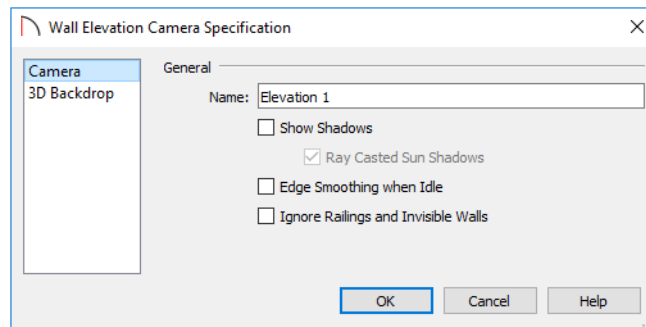 Wall Elevation Camera Specification
Camera
3D Backdrop
General
Name: Elevation 1
Show Shadows
Ray Casted Sun Shadows
Edge Smoothing when Idle
Ignore Railings and Invisible Walls
OK Cancel Help